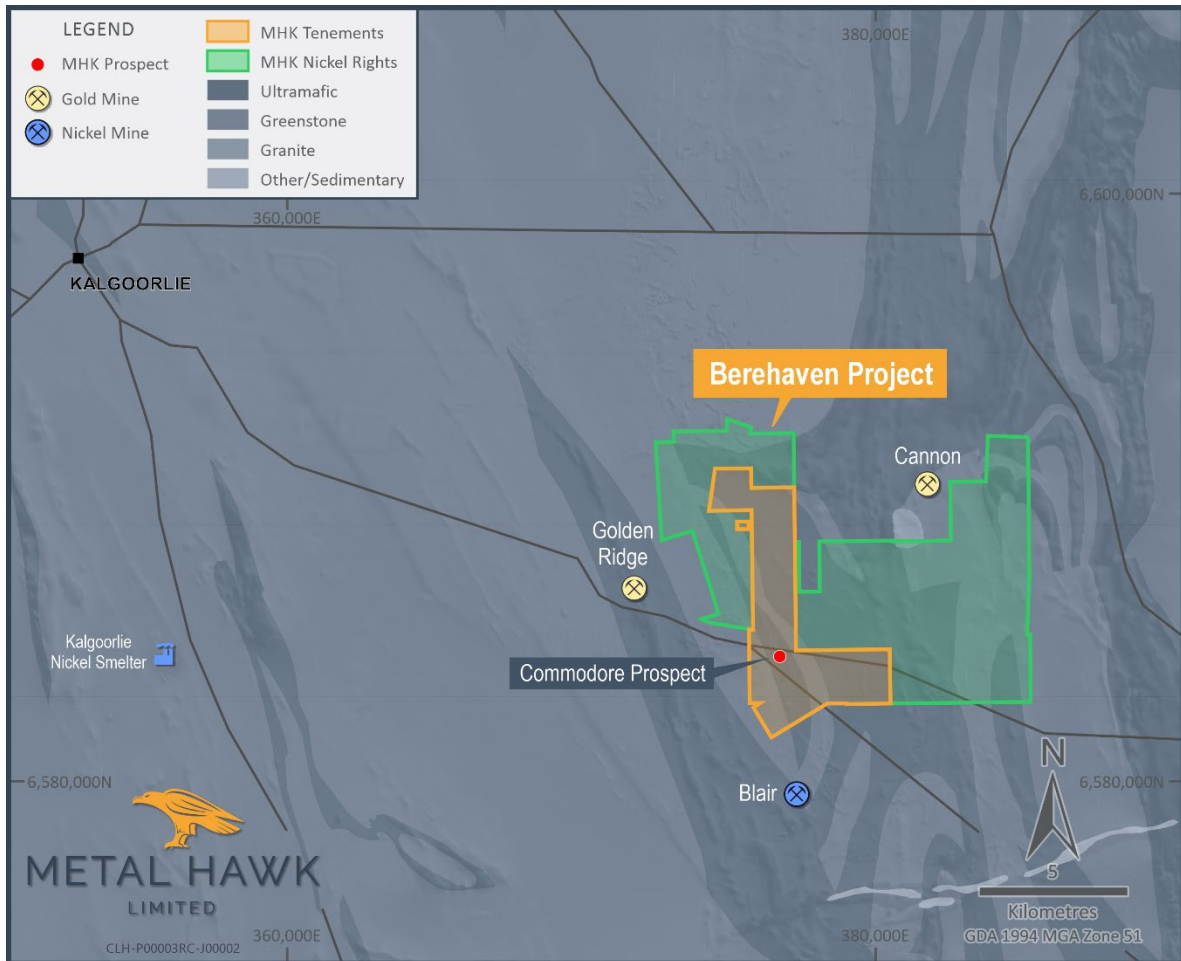 LEGEND
MHK Prospect
Gold Mine
Nickel Mine
MHK Tenements
MHK Nickel Rights
Ultramafic
Greenstone
Granite
Other/Sedimentary
380,000E
6,600,000N
360,000E
KALGOORLIE
Berehaven Project
Cannon
Golden
Ridge
Kalgoorlie
Nickel Smelter
Commodore Prospect
6,580,000N
6,580,000N
Blair
N
5
Kilometres
GDA 1994 MGA Zone 51
METAL HAWK
LIMITED
CLH-P00003RC-J00002
360,000E
380,000E